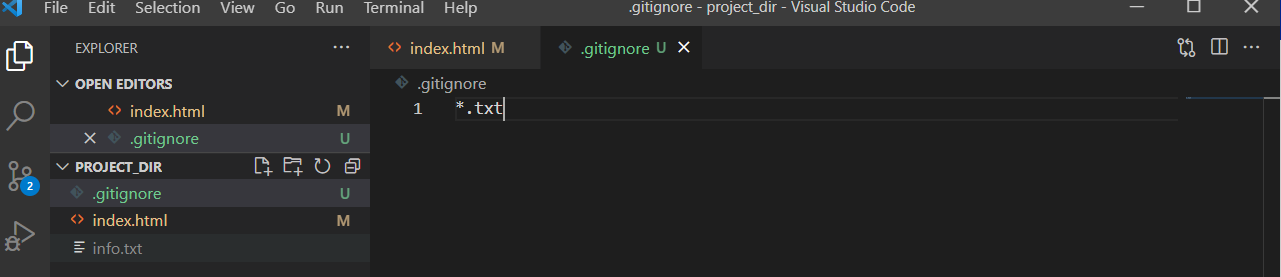 File Edit Selection View Go Run Terminal Help .gitignore - project_dir - Visual Studio Code
EXPLORER
index.html M
.gitignore U
OPEN EDITORS
index.html M
.gitignore U
PROJECT_DIR
.gitignore U
index.html M
info.txt
2
.gitignore
1 *.txt